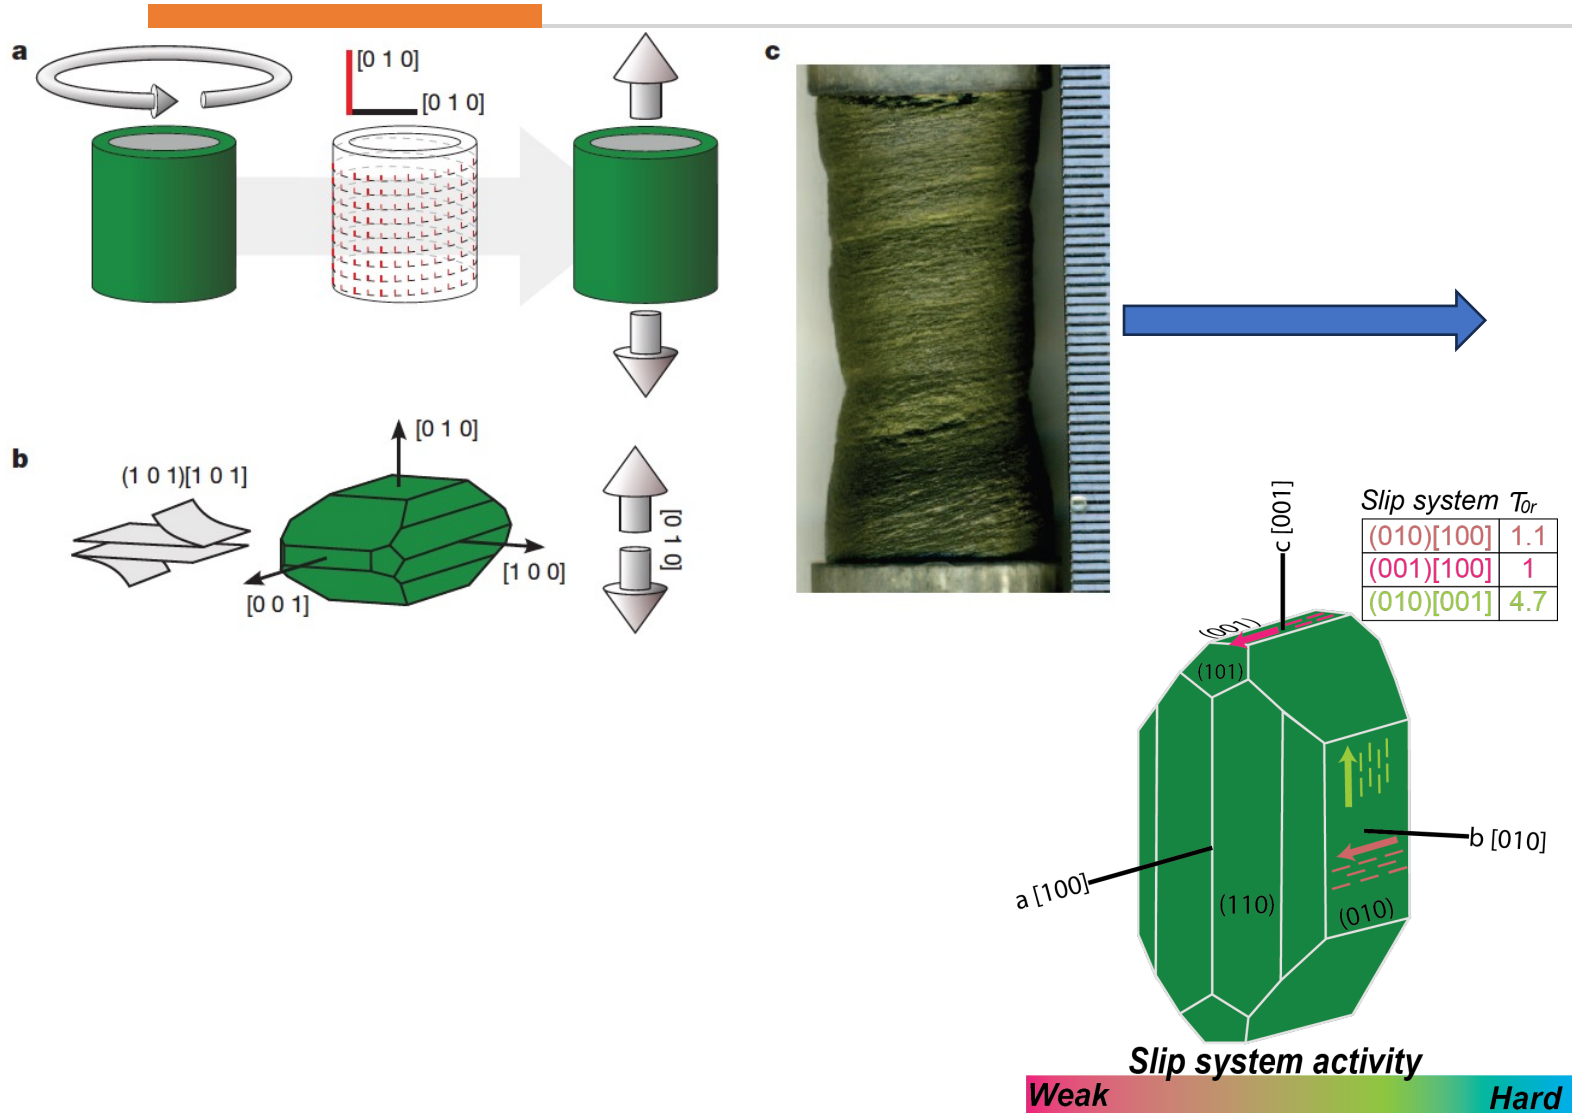 a
[0 1 0]
[0 1 0]
c
b
(1 0 1)[1 0 1]
[0 1 0]
[1 0 0]
[0 0 1]
[0 1 0]
Slip system τ0r
(010)[100] 1.1
(001)[100] 1
(010)[001] 4.7
c [001]
(001)
(101)
a [100]
b [010]
(110)
(010)
Slip system activity
Weak
Hard